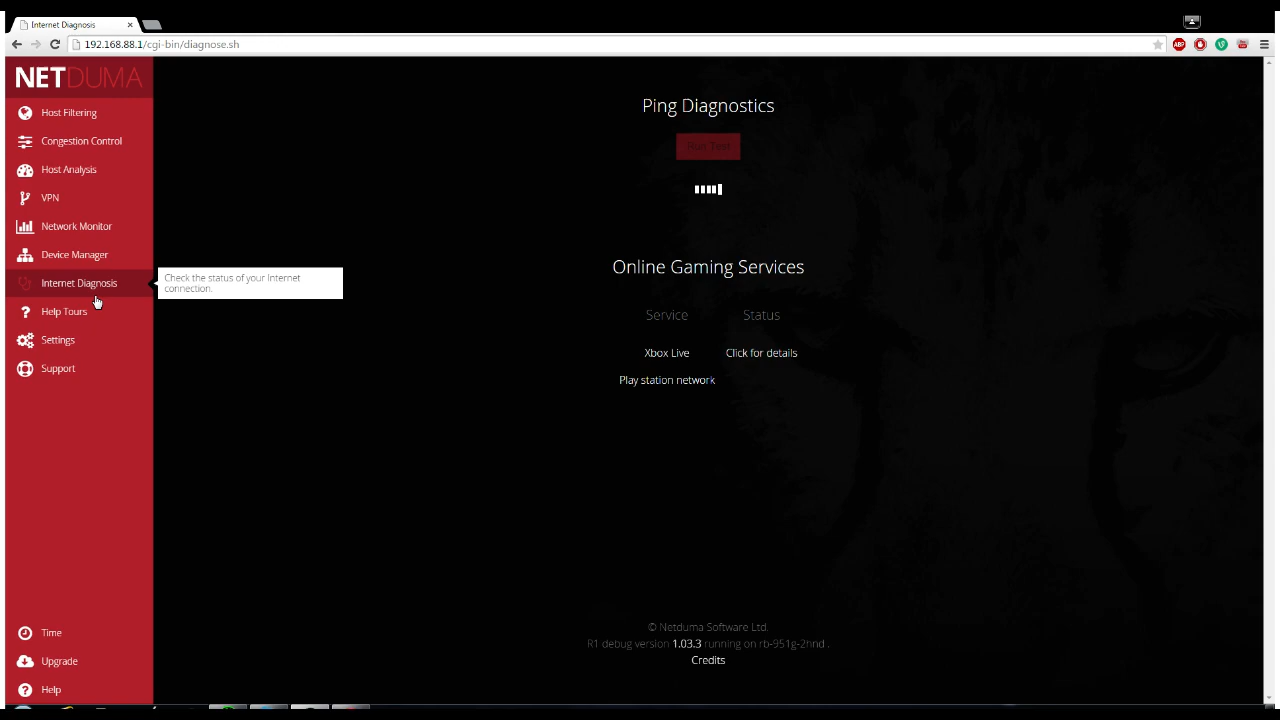 Internet Diagnosis
192.168.88.1/cgi-bin/diagnose.sh
ABP
NETDUMA
Host Filtering
Congestion Control
Host Analysis
VPN
Network Monitor
Device Manager
Internet Diagnosis
Help Tours
Settings
Support
Time
Upgrade
Help
Check the status of your Internet
connection.
Ping Diagnostics
Run Test
Online Gaming Services
Service Status
Xbox Live Click for details
Play station network
© Netduma Software Ltd.
R1 debug version 1.03.3 running on rb-951g-2hnd .
Credits